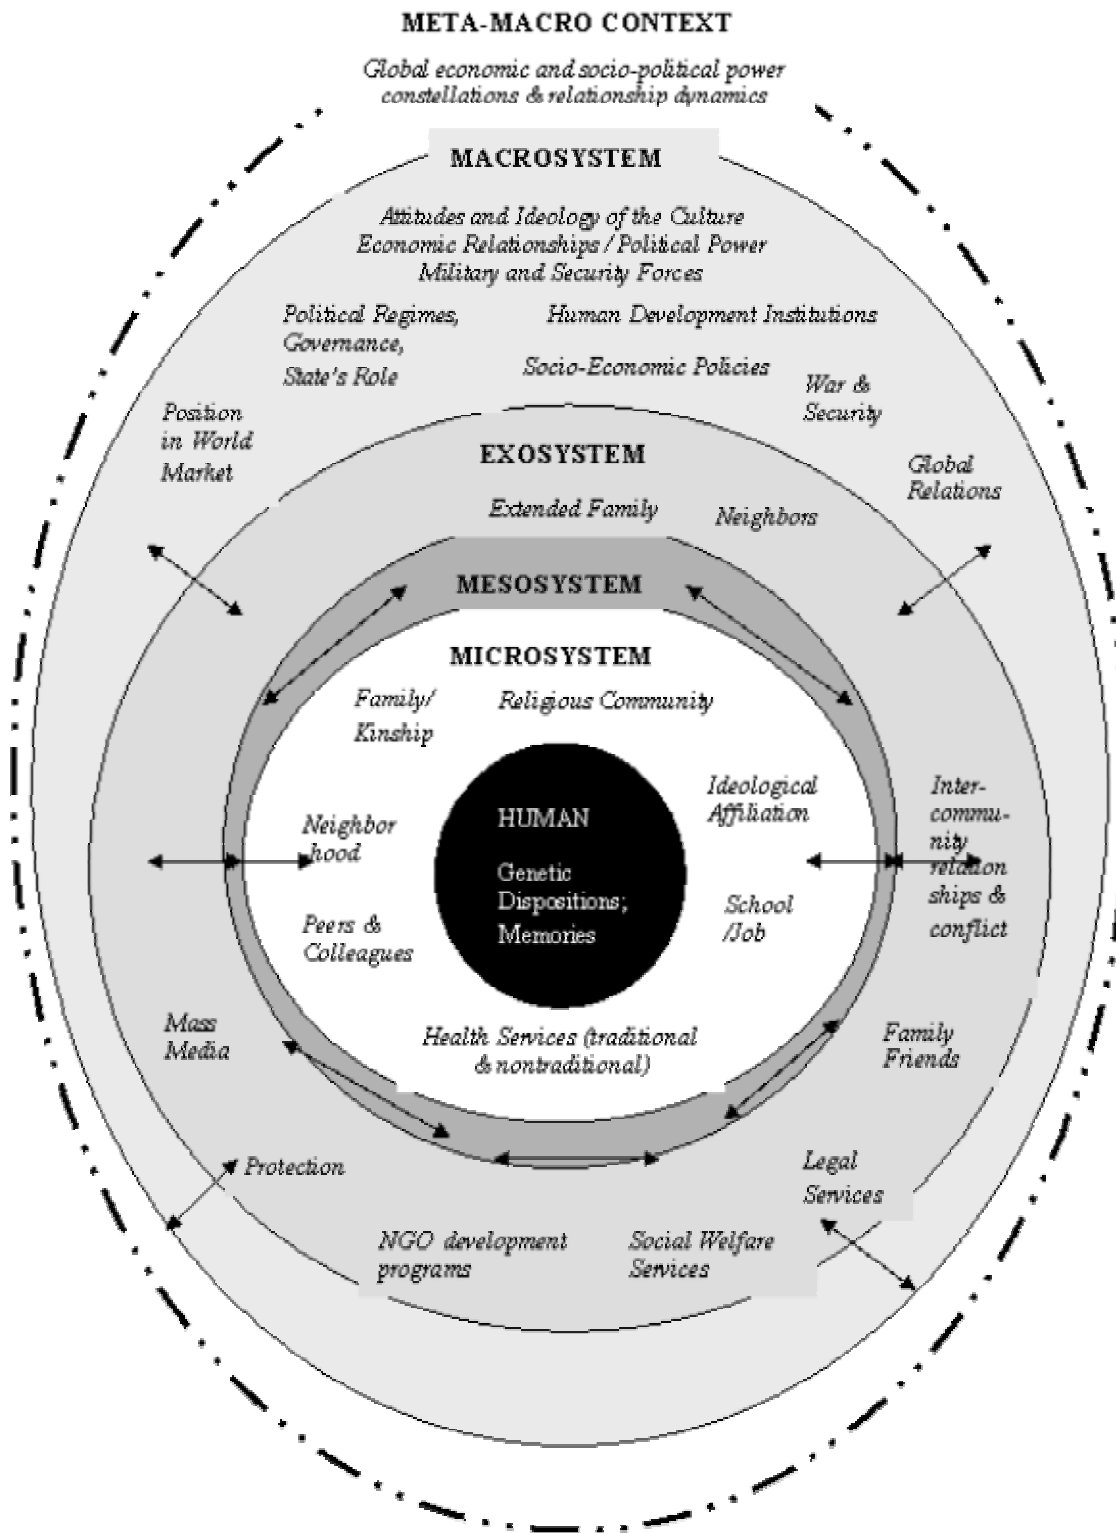 META-MACRO CONTEXT
Global economic and socio-political power
constellations & relationship dynamics
MACROSYSTEM
Attitudes and Ideology of the Culture
Economic Relationships / Political Power
Military and Security Forces
Political Regimes,
Governance,
State's Role
Human Development Institutions
Socio-Economic Policies
War &
Security
Position
in World
Market
Global
Relations
EXOSYSTEM
Extended Family
Neighbors
MESOSYSTEM
MICROSYSTEM
Family/
Kinship
Religious Community
HUMAN
Genetic
Dispositions;
Memories
Ideological
Affiliation
Neighbor
hood
Inter-
commu-
nity
relation
ships &
conflict
Peers &
Colleagues
School
/Job
Health Services (traditional
& nontraditional)
Mass
Media
Family
Friends
Protection
Legal
Services
NGO development
programs
Social Welfare
Services